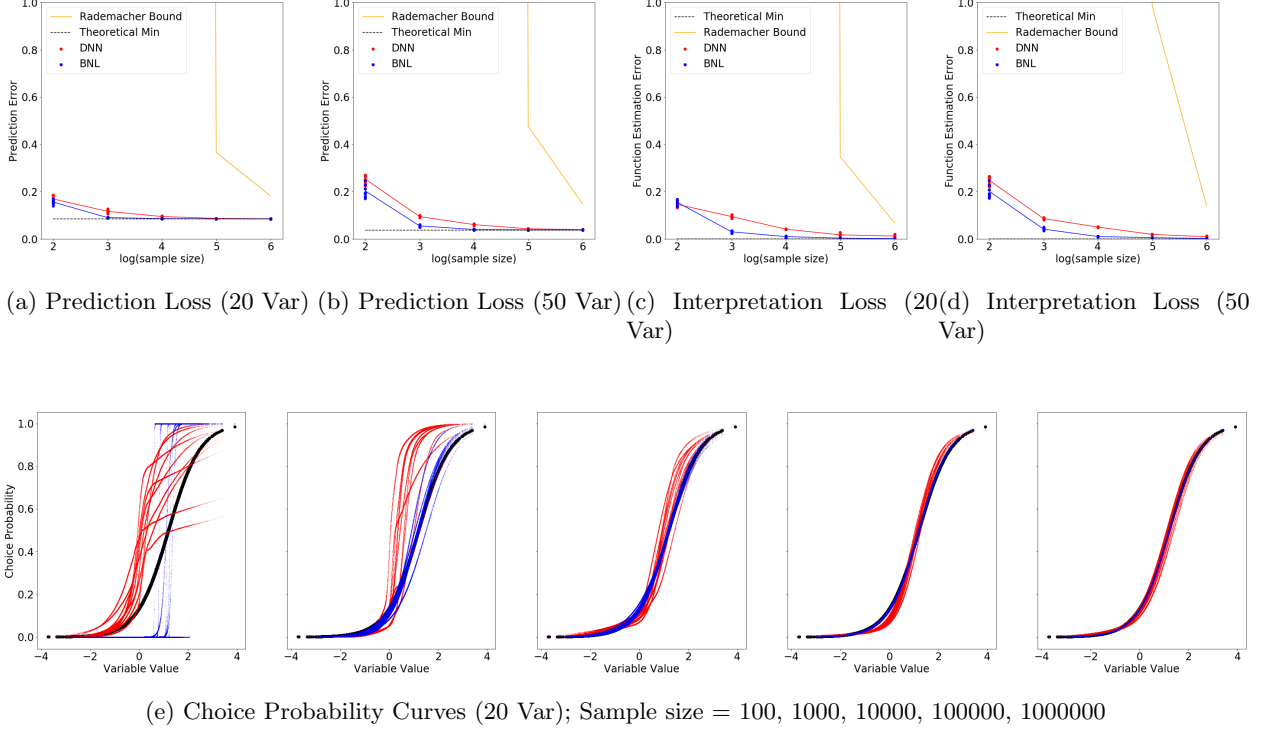 Rademacher Bound
Theoretical Min
DNN
BNL
Prediction Error
1.0
0.8
0.6
0.4
0.2
0.0
2 3 4 5 6
log(sample size)
Rademacher Bound
Theoretical Min
DNN
BNL
Prediction Error
1.0
0.8
0.6
0.4
0.2
0.0
2 3 4 5 6
log(sample size)
Theoretical Min
Rademacher Bound
DNN
BNL
Function Estimation Error
1.0
0.8
0.6
0.4
0.2
0.0
2 3 4 5 6
log(sample size)
Theoretical Min
Rademacher Bound
DNN
BNL
Function Estimation Error
1.0
0.8
0.6
0.4
0.2
0.0
2 3 4 5 6
log(sample size)
(a) Prediction Loss (20 Var)
(b) Prediction Loss (50 Var)
(c) Interpretation Loss (20
Var)
(d) Interpretation Loss (50
Var)
Choice Probability
1.0
0.8
0.6
0.4
0.2
0.0
−4 −2 0 2 4
Variable Value
−4 −2 0 2 4
Variable Value
−4 −2 0 2 4
Variable Value
−4 −2 0 2 4
Variable Value
−4 −2 0 2 4
Variable Value
(e) Choice Probability Curves (20 Var); Sample size = 100, 1000, 10000, 100000, 1000000